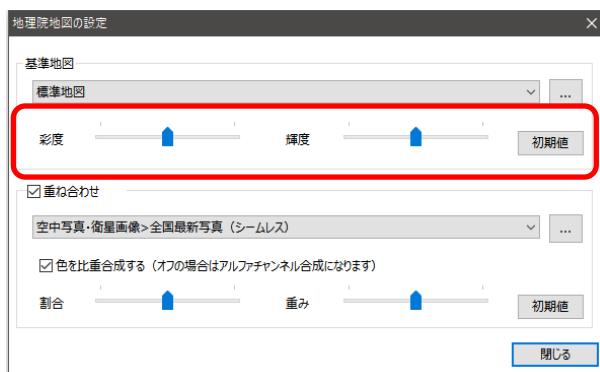 地理院地図の設定
基準地図
標準地図
...
彩度 輝度 初期値
重ね合わせ
空中写真・衛星画像>全国最新写真（シームレス）
...
色を比重合成する（オフの場合はアルファチャンネル合成になります）
割合 重み 初期値
閉じる